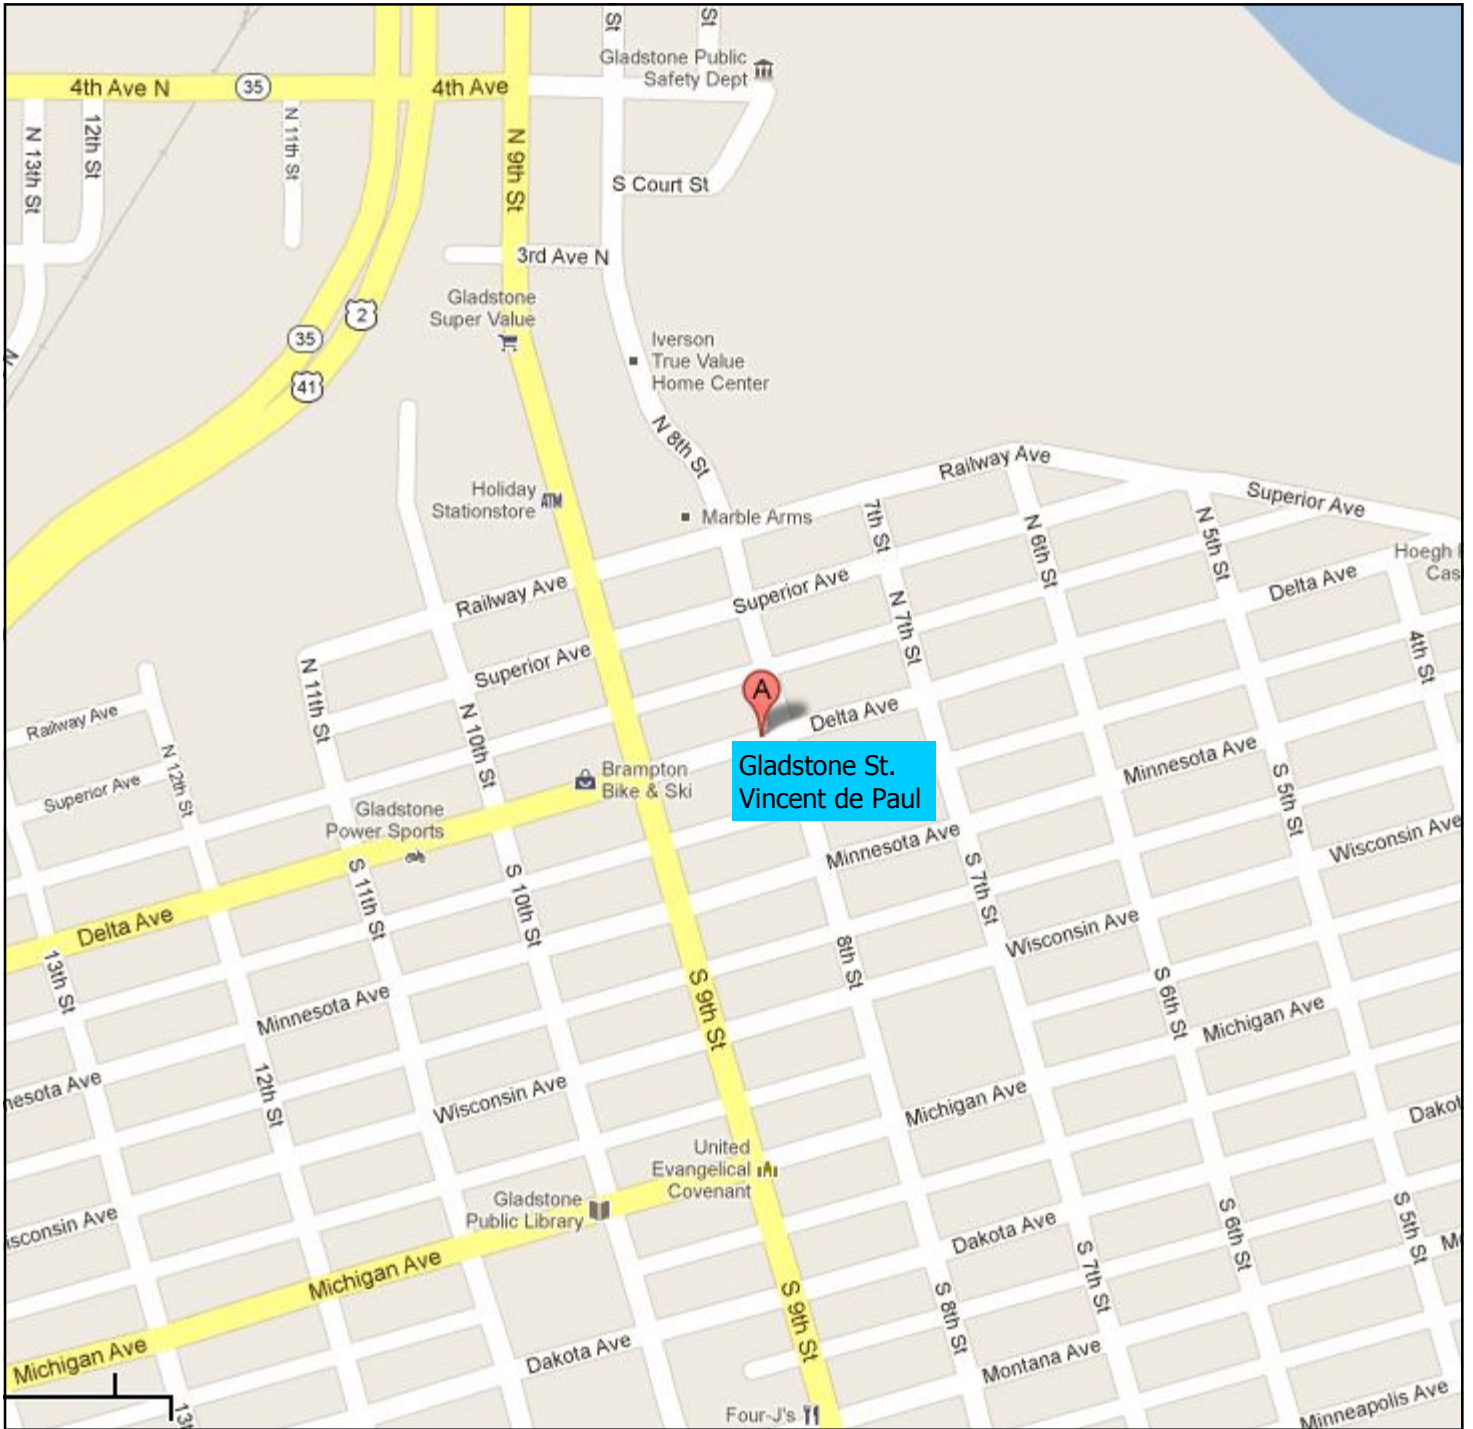 St
St
Gladstone Public
Safety Dept
4th Ave N
35
4th Ave
N 13th St
12th St
N 11th St
N 9th St
S Court St
3rd Ave N
Gladstone
Super Value
2
35
41
Iverson
True Value
Home Center
N 8th St
Railway Ave
Holiday
Stationstore
ATM
Marble Arms
7th St
N 6th St
N 5th St
Superior Ave
Hoegh
Cas
Railway Ave
Superior Ave
N 7th St
Delta Ave
4th St
Superior Ave
N 11th St
N 10th St
A
Delta Ave
Railway Ave
N 12th St
Superior Ave
Brampton
Bike & Ski
Gladstone St.
Vincent de Paul
Minnesota Ave
S 5th St
Gladstone
Power Sports
Minnesota Ave
Wisconsin Ave
S 11th St
S 10th St
S 7th St
Delta Ave
Wisconsin Ave
13th St
8th St
S 9th St
S 6th St
Minnesota Ave
Michigan Ave
nesota Ave
12th St
Wisconsin Ave
Michigan Ave
Dakot
United
Evangelical
Covenant
Gladstone
Public Library
isconsin Ave
Dakota Ave
S 6th St
S 5th St
Michigan Ave
S 7th St
S 9th St
S 8th St
Michigan Ave
Dakota Ave
Montana Ave
Minneapolis Ave
Four-J's